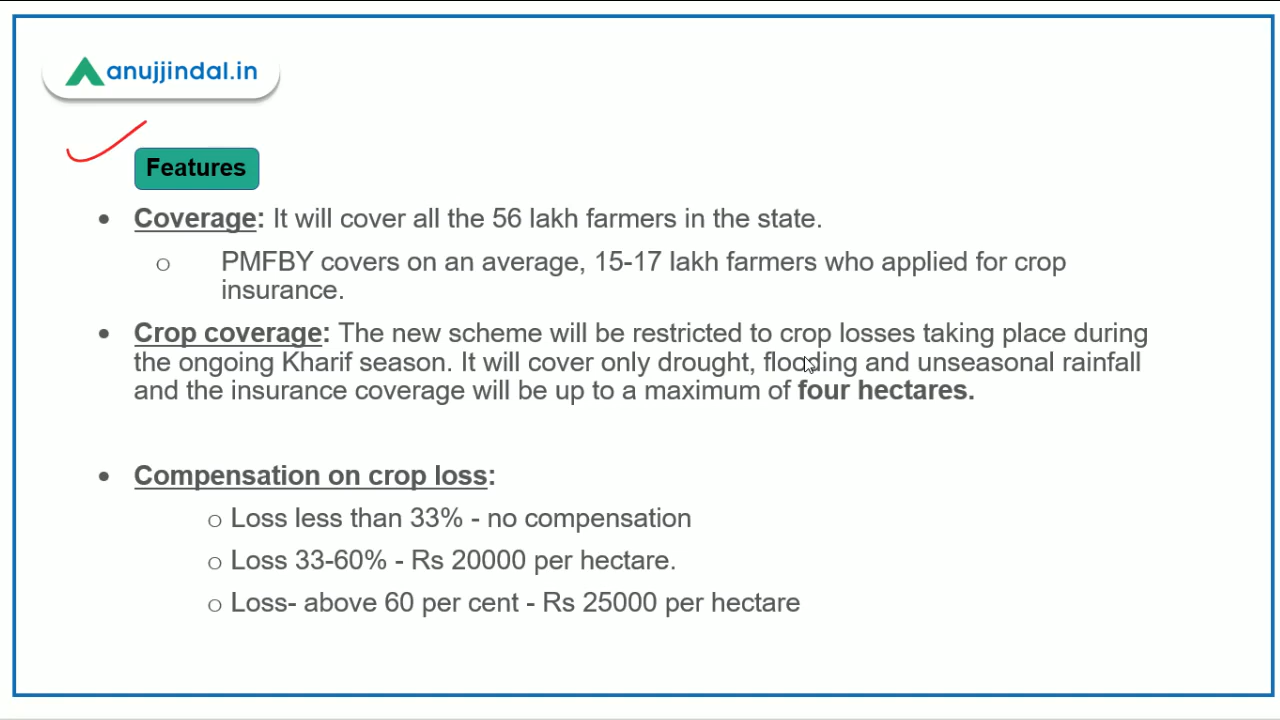 anujjindal.in
Features
• Coverage: It will cover all the 56 lakh farmers in the state.
o PMFBY covers on an average, 15-17 lakh farmers who applied for crop
insurance.
• Crop coverage: The new scheme will be restricted to crop losses taking place during
the ongoing Kharif season. It will cover only drought, flooding and unseasonal rainfall
and the insurance coverage will be up to a maximum of four hectares.
• Compensation on crop loss:
o Loss less than 33% - no compensation
o Loss 33-60% - Rs 20000 per hectare.
o Loss- above 60 per cent - Rs 25000 per hectare